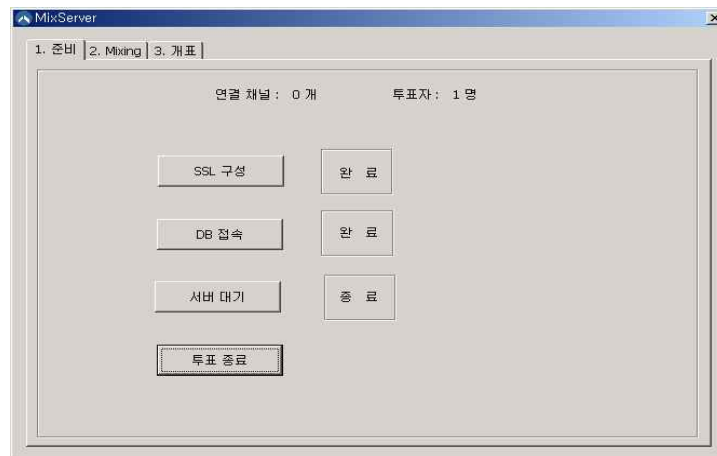 MixServer
1. 준비 2. Mixing 3. 개표
연결 채널 : 0 개 투표자 : 1 명
SSL 구성 완 료
DB 접속 완 료
서버 대기 종 료
투표 종료